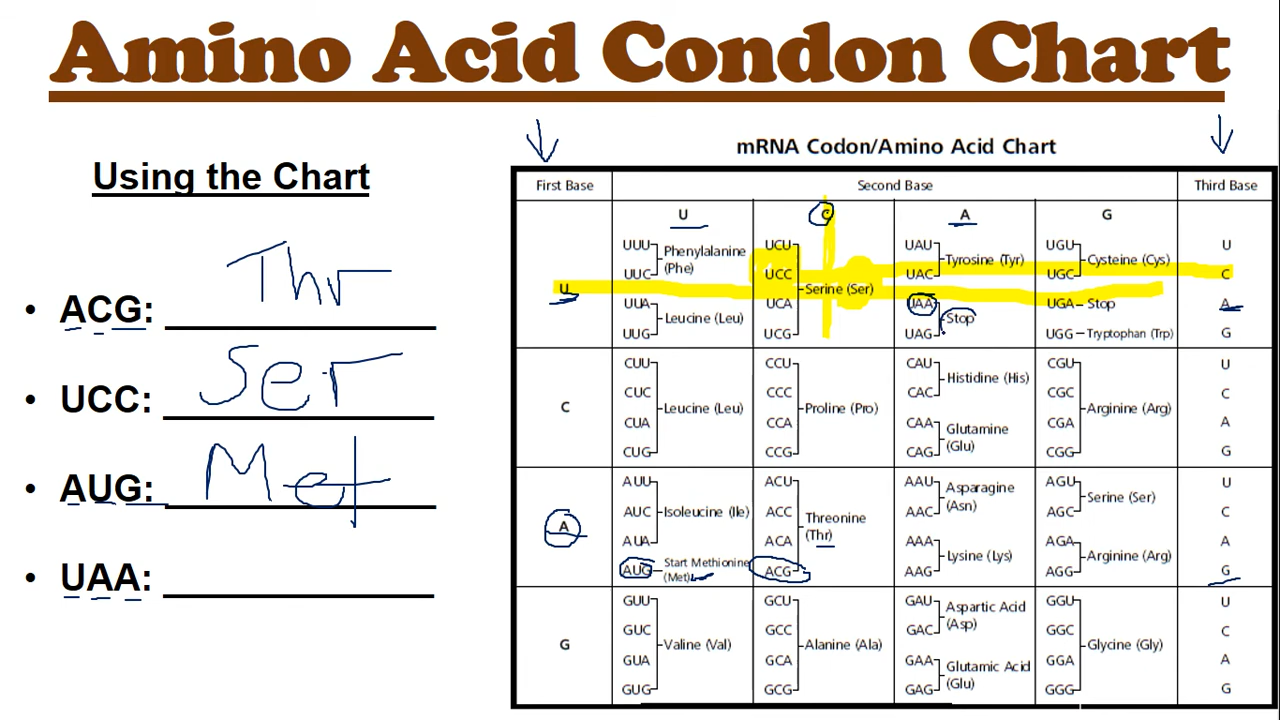 Amino Acid Condon Chart
Using the Chart
• ACG: Thr
• UCC: Ser
• AUG: Met
• UAA:
mRNA Codon/Amino Acid Chart
First Base Second Base Third Base
U C A G
U
UUU UUC Phenylalanine (Phe)
UUA UUG Leucine (Leu)
UCU UCC UCA UCG Serine (Ser)
UAU UAC Tyrosine (Tyr)
UAA UAG Stop
UGU UGC Cysteine (Cys)
UGA Stop
UGG Tryptophan (Trp)
U C A G
C
CUU CUC CUA CUG Leucine (Leu)
CCU CCC CCA CCG Proline (Pro)
CAU CAC Histidine (His)
CAA CAG Glutamine (Glu)
CGU CGC CGA CGG Arginine (Arg)
U C A G
A
AUU AUC AUA Isoleucine (Ile)
AUG Start Methionine (Met)
ACU ACC ACA ACG Threonine (Thr)
AAU AAC Asparagine (Asn)
AAA AAG Lysine (Lys)
AGU AGC Serine (Ser)
AGA AGG Arginine (Arg)
U C A G
G
GUU GUC GUA GUG Valine (Val)
GCU GCC GCA GCG Alanine (Ala)
GAU GAC Aspartic Acid (Asp)
GAA GAG Glutamic Acid (Glu)
GGU GGC GGA GGG Glycine (Gly)
U C A G